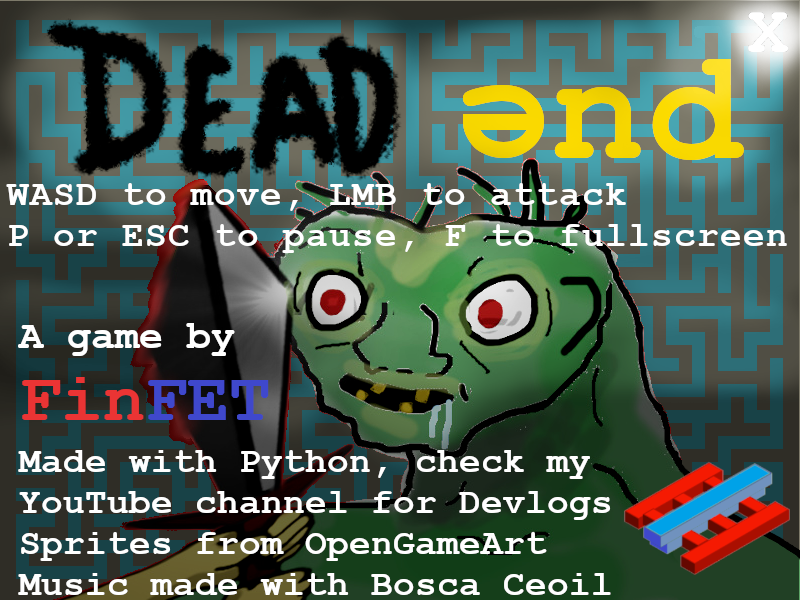 X
DEAD ənd
WASD to move, LMB to attack
P or ESC to pause, F to fullscreen
A game by
FinFET
Made with Python, check my
YouTube channel for Devlogs
Sprites from OpenGameArt
Music made with Bosca Ceoil